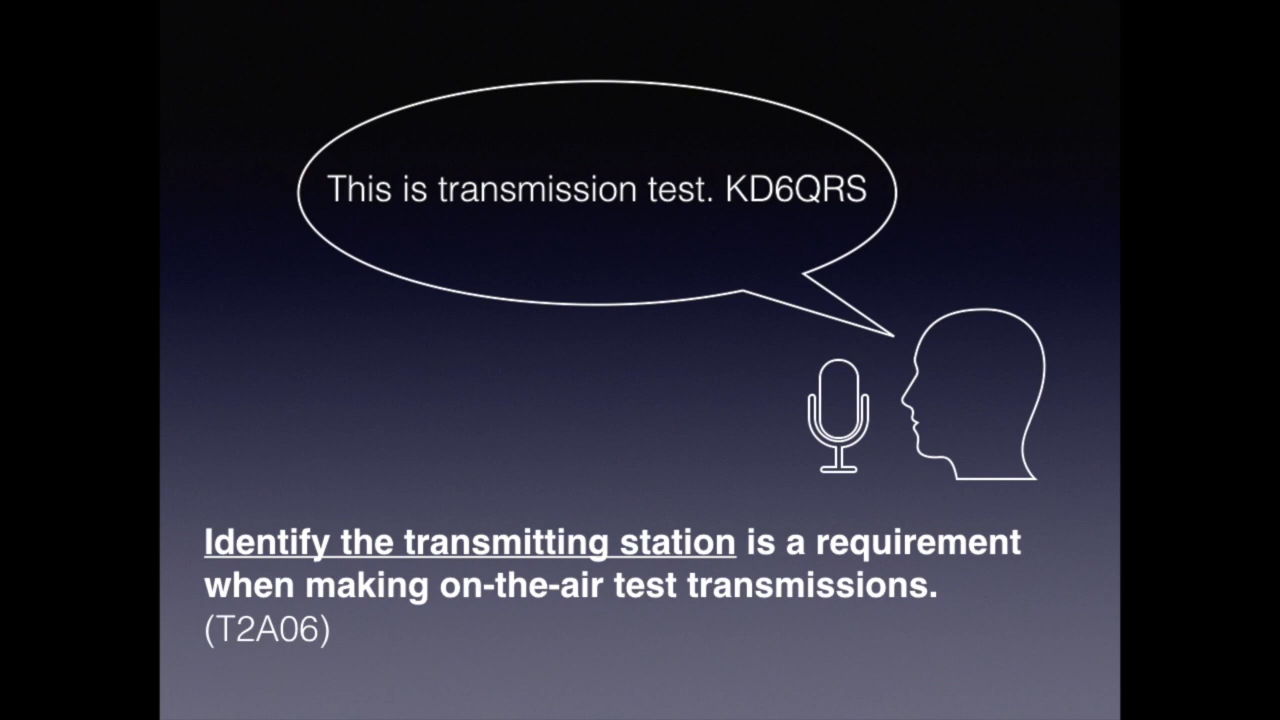 This is transmission test. KD6QRS
Identify the transmitting station is a requirement
when making on-the-air test transmissions.
(T2A06)